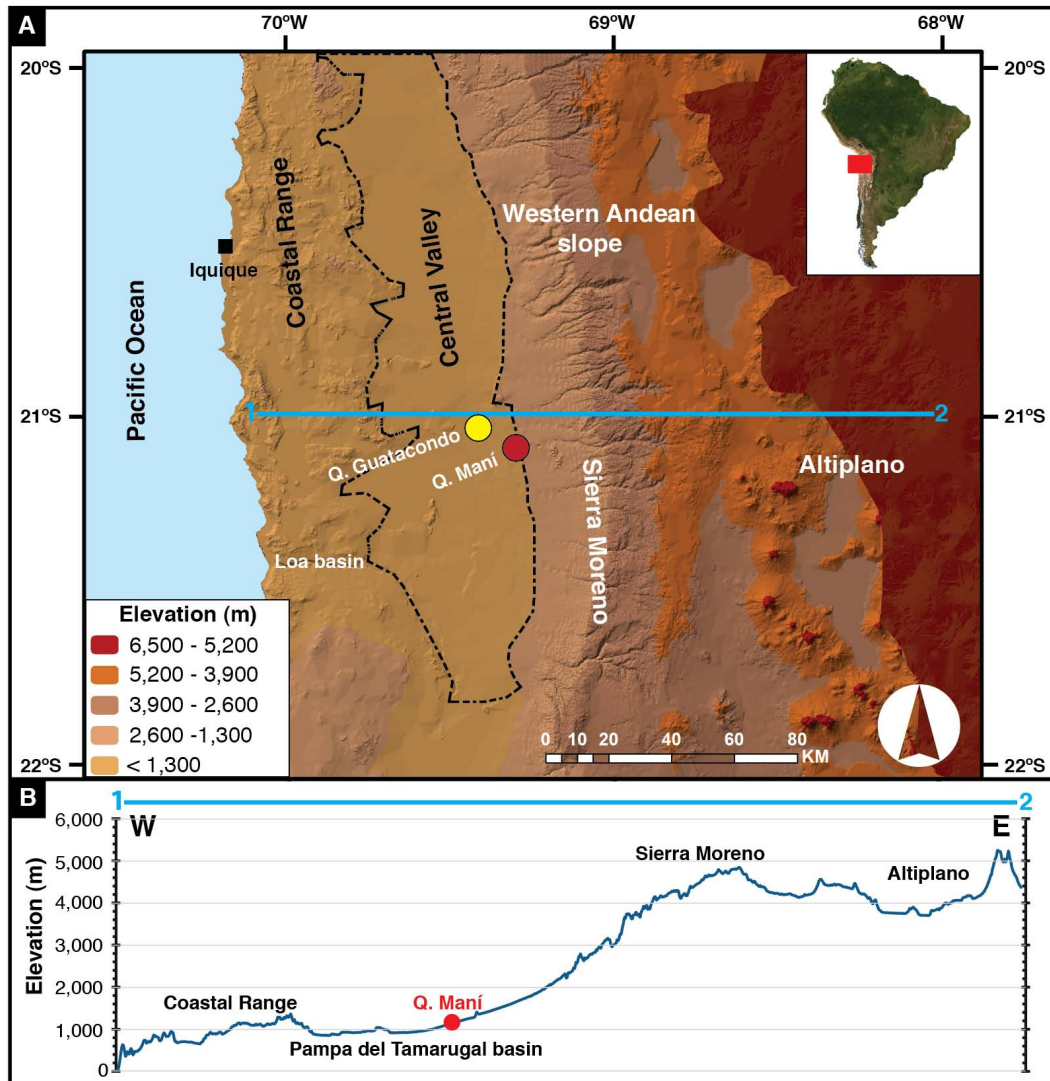 A
70ºW
69ºW
68ºW
20ºS
20ºS
Coastal Range
Central Valley
Western Andean
slope
Iquique
Pacific Ocean
1
2
21ºS
21ºS
Q. Guatacondo
Q. Maní
Altiplano
Sierra Moreno
Loa basin
Elevation (m)
6,500 - 5,200
5,200 - 3,900
3,900 - 2,600
2,600 -1,300
< 1,300
0 10 20 40 60 80
KM
22ºS
22ºS
B
1
2
W
E
6,000
5,000
4,000
3,000
2,000
1,000
0
Elevation (m)
Sierra Moreno
Altiplano
Coastal Range
Q. Maní
Pampa del Tamarugal basin